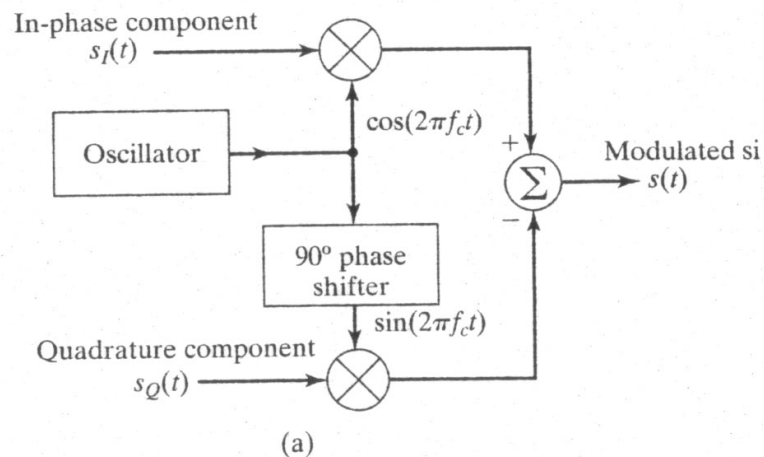 In-phase component
s_I(t)
cos(2πf_ct)
Oscillator
+
Modulated si
Σ
s(t)
−
90° phase
shifter
sin(2πf_ct)
Quadrature component
s_Q(t)
(a)